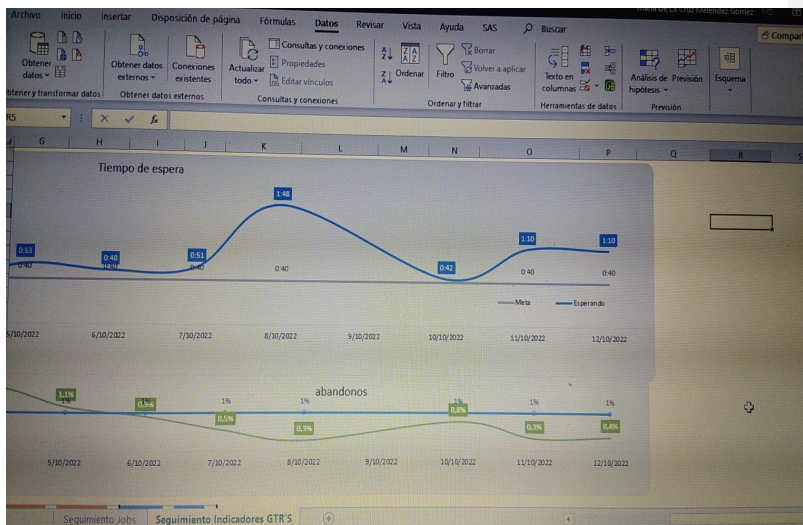 Archivo Inicio Insertar Disposición de página Fórmulas Datos Revisar Vista Ayuda SAS Buscar
Compar
Obtener datos
Obtener datos externos
Conexiones existentes
Actualizar todo
Consultas y conexiones
Propiedades
Editar vínculos
Ordenar
Filtro
Borrar
Volver a aplicar
Avanzadas
Texto en columnas
Análisis de hipótesis
Previsión
Esquema
btener y transformar datos Obtener datos externos Consultas y conexiones Ordenar y filtrar Herramientas de datos Previsión
R5 fx
G H I J K L M N O P Q R S
Tiempo de espera
1:48
0:53 0:48 0:51 0:42 1:10 1:10
0:40 0:40 0:40 0:40 0:40 0:40
Meta Esperando
5/10/2022 6/10/2022 7/10/2022 8/10/2022 9/10/2022 10/10/2022 11/10/2022 12/10/2022
abandonos
1,1%
1% 1% 1% 1% 1% 1% 1%
0,5% 0,3% 0,8% 0,3% 0,4%
5/10/2022 6/10/2022 7/10/2022 8/10/2022 9/10/2022 10/10/2022 11/10/2022 12/10/2022
Seguimiento Jobs Seguimiento Indicadores GTR'S